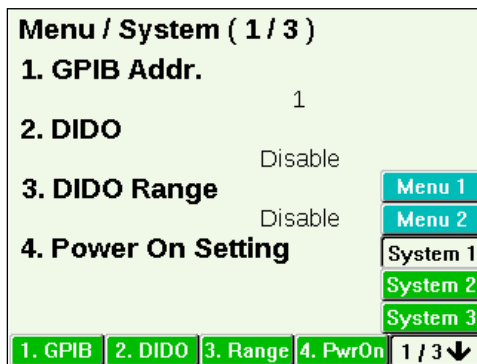 Menu / System ( 1 / 3 )
1. GPIB Addr.
1
2. DIDO
Disable
3. DIDO Range
Disable
4. Power On Setting
Menu 1
Menu 2
System 1
System 2
System 3
1. GPIB 2. DIDO 3. Range 4. PwrOn 1 / 3 ↓